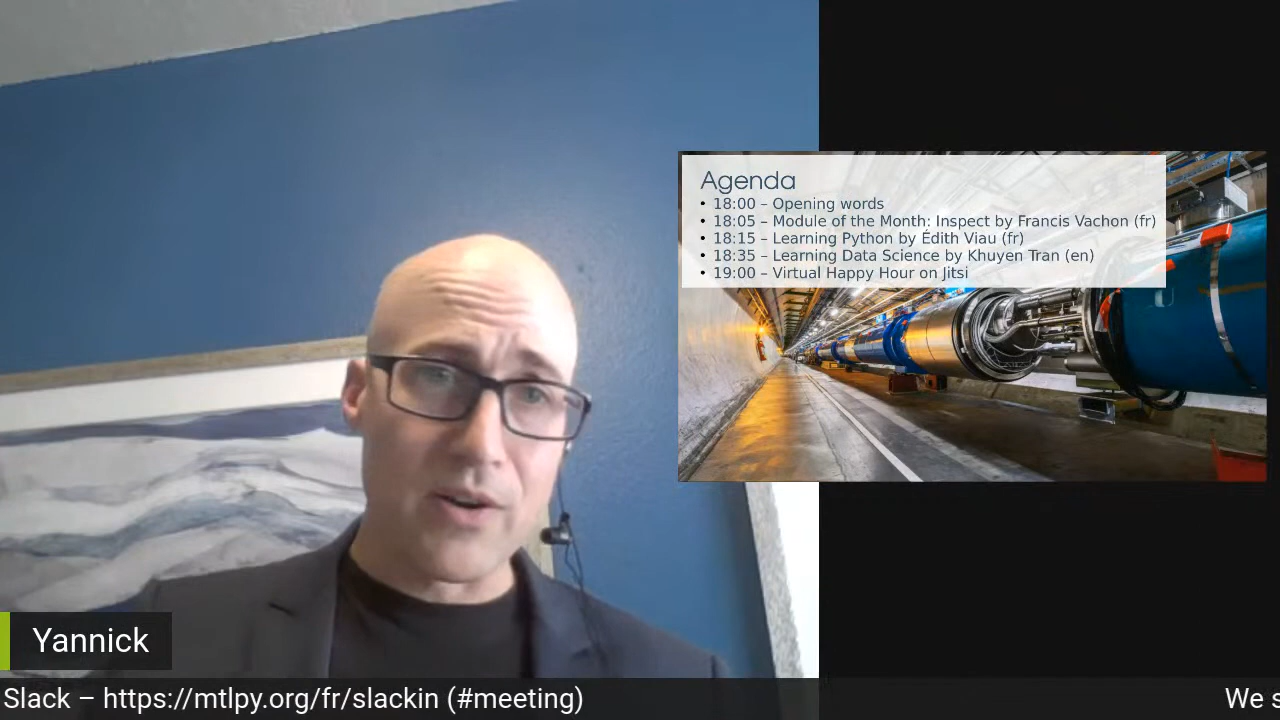 Agenda
• 18:00 – Opening words
• 18:05 – Module of the Month: Inspect by Francis Vachon (fr)
• 18:15 – Learning Python by Édith Viau (fr)
• 18:35 – Learning Data Science by Khuyen Tran (en)
• 19:00 – Virtual Happy Hour on Jitsi
Yannick
Slack – https://mtlpy.org/fr/slackin (#meeting)
We s